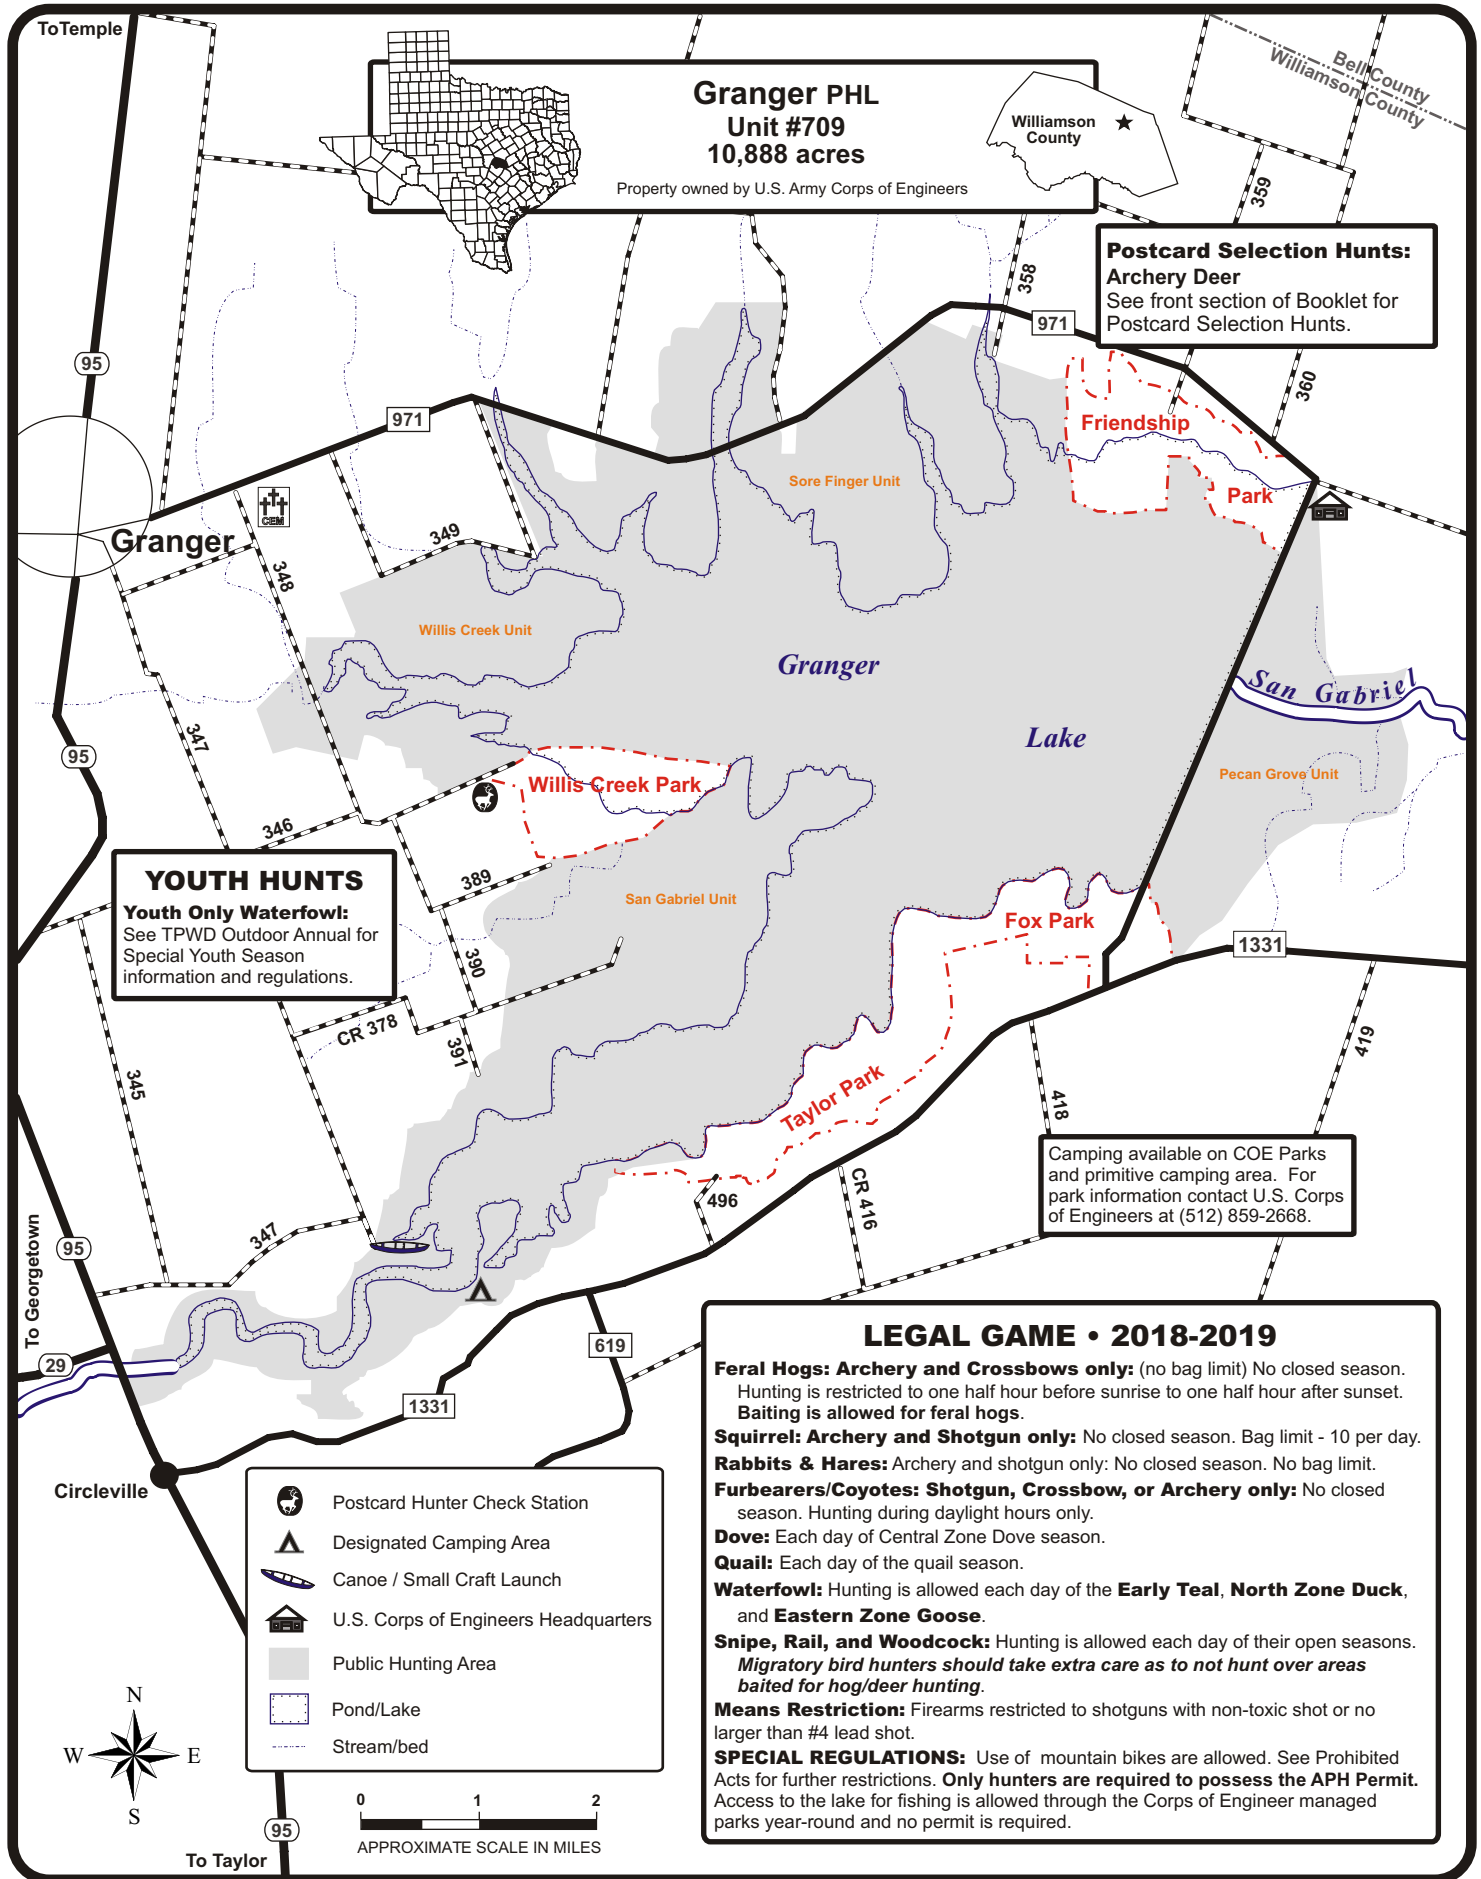 To Temple
Granger PHL
Unit #709
10,888 acres
Property owned by U.S. Army Corps of Engineers
Williamson
County
Bell County
Williamson County
359
358
Postcard Selection Hunts:
Archery Deer
See front section of Booklet for
Postcard Selection Hunts.
971
95
360
971
Friendship
Park
Sore Finger Unit
CEM
Granger
349
348
Willis Creek Unit
Granger
Lake
San Gabriel
347
95
Pecan Grove Unit
Willis Creek Park
346
YOUTH HUNTS
Youth Only Waterfowl:
See TPWD Outdoor Annual for
Special Youth Season
information and regulations.
389
San Gabriel Unit
Fox Park
1331
390
CR 378
391
345
419
418
Taylor Park
Camping available on COE Parks
and primitive camping area. For
park information contact U.S. Corps
of Engineers at (512) 859-2668.
496
CR 416
347
95
To Georgetown
29
619
1331
Circleville
LEGAL GAME • 2018-2019
Feral Hogs: Archery and Crossbows only: (no bag limit) No closed season.
Hunting is restricted to one half hour before sunrise to one half hour after sunset.
Baiting is allowed for feral hogs.
Squirrel: Archery and Shotgun only: No closed season. Bag limit - 10 per day.
Rabbits & Hares: Archery and shotgun only: No closed season. No bag limit.
Furbearers/Coyotes: Shotgun, Crossbow, or Archery only: No closed
season. Hunting during daylight hours only.
Dove: Each day of Central Zone Dove season.
Quail: Each day of the quail season.
Waterfowl: Hunting is allowed each day of the Early Teal, North Zone Duck,
and Eastern Zone Goose.
Snipe, Rail, and Woodcock: Hunting is allowed each day of their open seasons.
Migratory bird hunters should take extra care as to not hunt over areas
baited for hog/deer hunting.
Means Restriction: Firearms restricted to shotguns with non-toxic shot or no
larger than #4 lead shot.
SPECIAL REGULATIONS: Use of mountain bikes are allowed. See Prohibited
Acts for further restrictions. Only hunters are required to possess the APH Permit.
Access to the lake for fishing is allowed through the Corps of Engineer managed
parks year-round and no permit is required.
Postcard Hunter Check Station
Designated Camping Area
Canoe / Small Craft Launch
U.S. Corps of Engineers Headquarters
Public Hunting Area
Pond/Lake
Stream/bed
N
W E
S
0 1 2
APPROXIMATE SCALE IN MILES
95
To Taylor